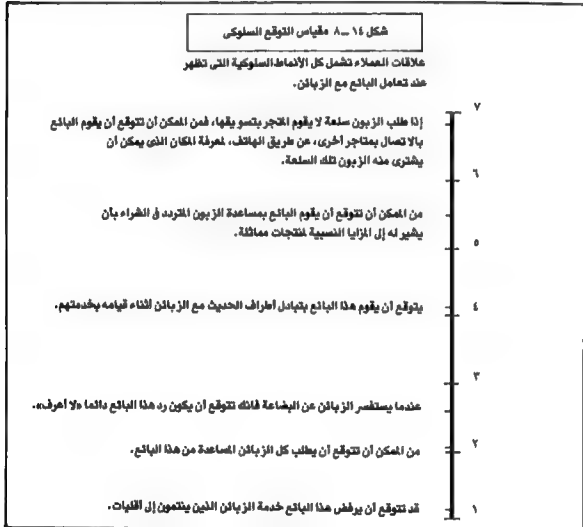 شكل ١٤ ــ ٨ مقياس التوقع السلوكى
علاقات العملاء تشمل كل الأنماط السلوكية التى تظهر
عند تعامل البائع مع الزبائن.
٧
إذا طلب الزبون سلعة لا يقوم المتجر بتسويقها، فمن الممكن أن تتوقع أن يقوم البائع
بالاتصال بمتاجر أخرى، عن طريق الهاتف، لمعرفة المكان الذى يمكن أن
يشترى منه الزبون تلك السلعة.
٦
من الممكن أن تتوقع أن يقوم البائع بمساعدة الزبون المتردد فى الشراء بأن
يشير له إلى المزايا النسبية لمنتجات مماثلة.
٥
يتوقع أن يقوم هذا البائع بتبادل أطراف الحديث مع الزبائن أثناء قيامه بخدمتهم.
٤
٣
عندما يستفسر الزبائن عن البضاعة فانك تتوقع أن يكون رد هذا البائع دائما «لا أعرف».
من الممكن أن تتوقع أن يطلب كل الزبائن المساعدة من هذا البائع.
٢
قد تتوقع أن يرفض هذا البائع خدمة الزبائن الذين ينتمون إلى أقليات.
١